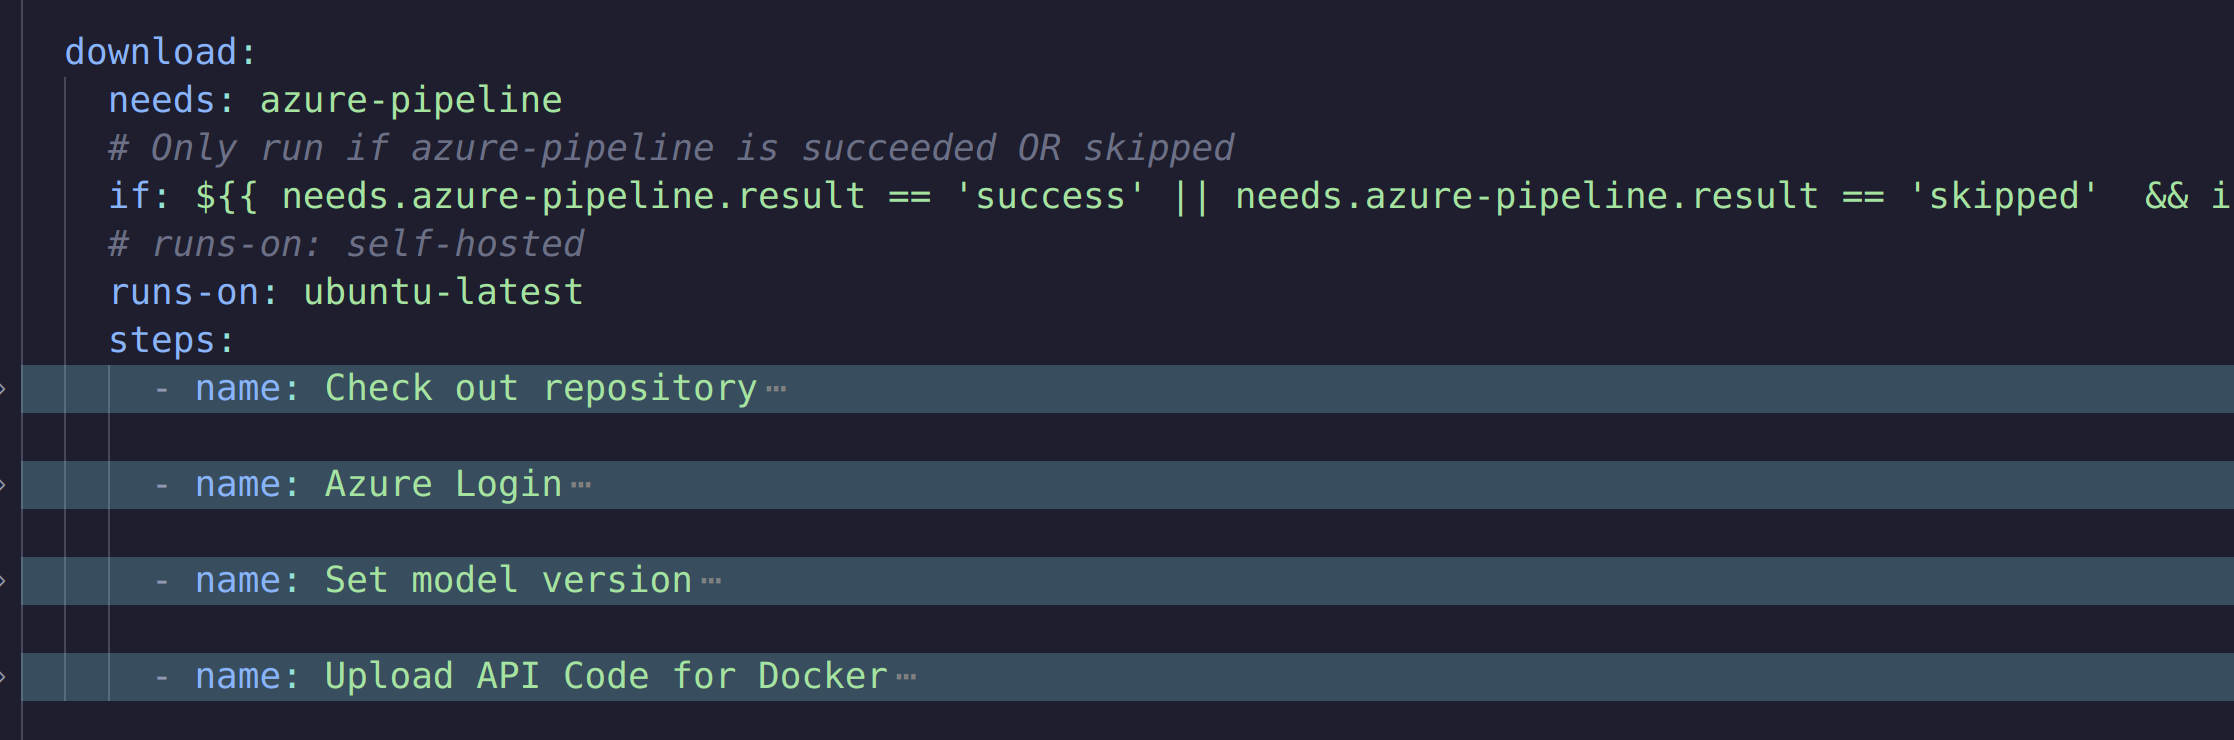 download:
needs: azure-pipeline
# Only run if azure-pipeline is succeeded OR skipped
if: ${{ needs.azure-pipeline.result == 'success' || needs.azure-pipeline.result == 'skipped'  && i
# runs-on: self-hosted
runs-on: ubuntu-latest
steps:
- name: Check out repository…
- name: Azure Login…
- name: Set model version…
- name: Upload API Code for Docker…